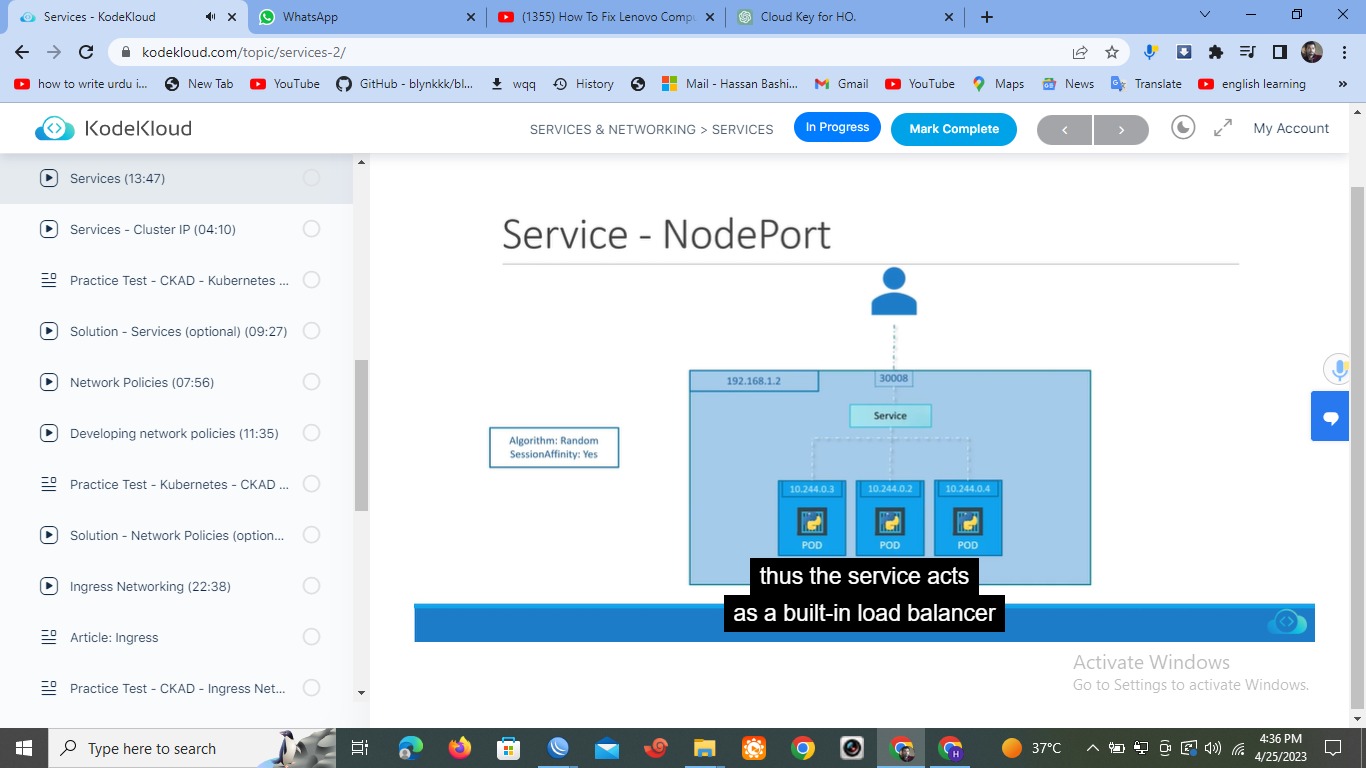 Services - KodeKloud
WhatsApp
(1355) How To Fix Lenovo Compu
Cloud Key for HO.
kodekloud.com/topic/services-2/
how to write urdu i...
New Tab
YouTube
GitHub - blynkkk/bl...
wqq
History
Mail - Hassan Bashi...
Gmail
YouTube
Maps
News
Translate
english learning
»
KodeKloud
SERVICES & NETWORKING > SERVICES
In Progress
Mark Complete
My Account
Services (13:47)
Services - Cluster IP (04:10)
Practice Test - CKAD - Kubernetes ...
Solution - Services (optional) (09:27)
Network Policies (07:56)
Developing network policies (11:35)
Practice Test - Kubernetes - CKAD ...
Solution - Network Policies (option...
Ingress Networking (22:38)
Article: Ingress
Practice Test - CKAD - Ingress Net...
Service - NodePort
192.168.1.2
30008
Service
Algorithm: Random
SessionAffinity: Yes
10.244.0.3
10.244.0.2
10.244.0.4
POD
POD
POD
thus the service acts
as a built-in load balancer
Activate Windows
Go to Settings to activate Windows.
Type here to search
H
37°C
4:36 PM
4/25/2023